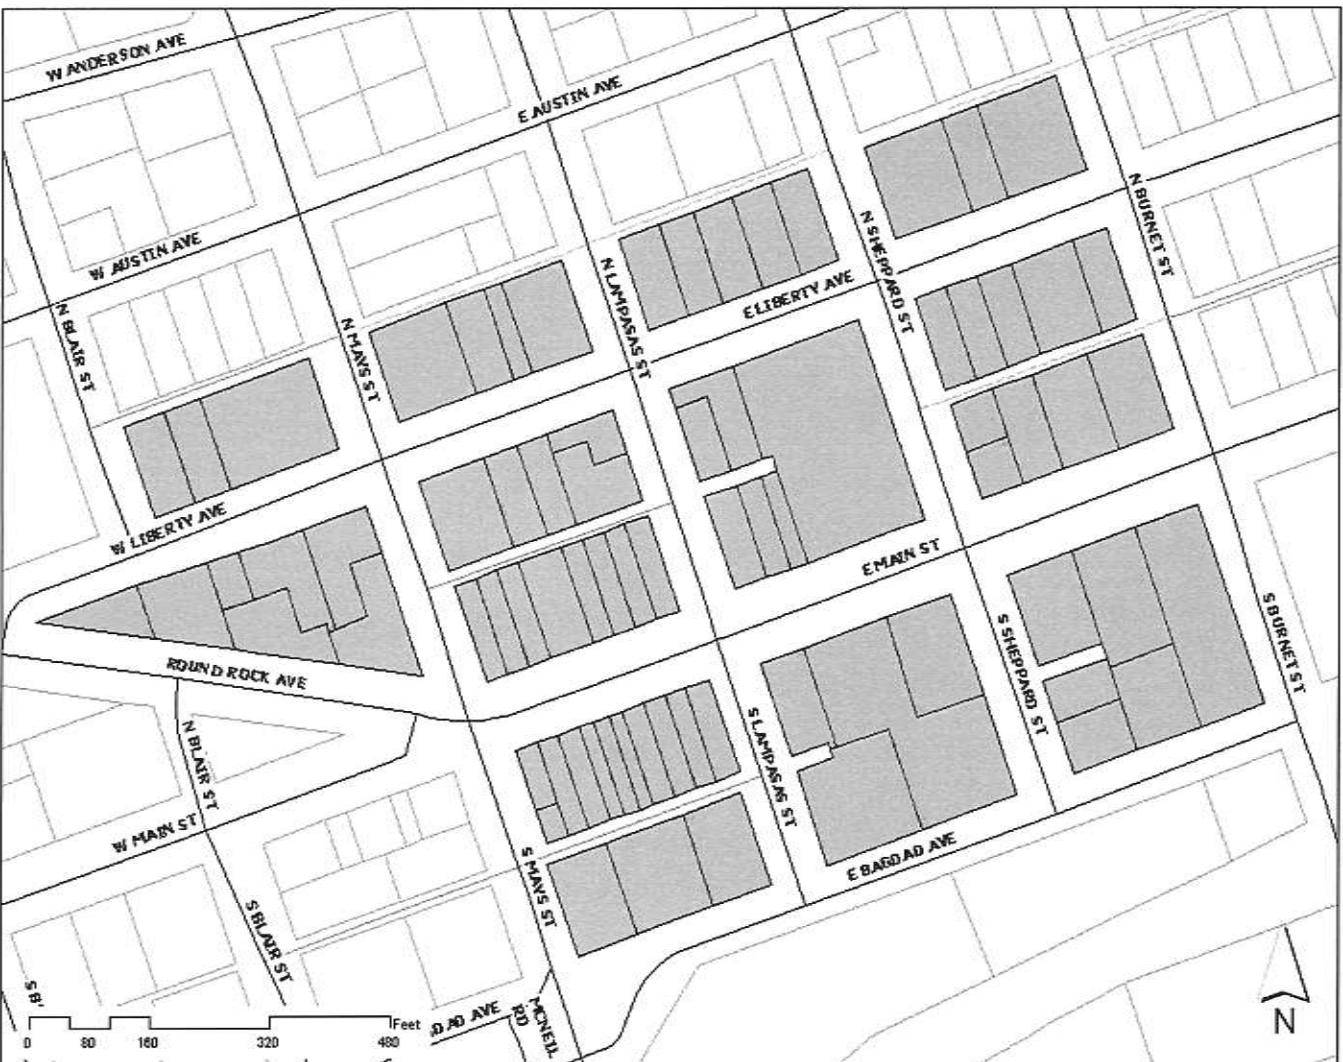 W ANDERSON AVE
E AUSTIN AVE
W AUSTIN AVE
N BURNET ST
N SHEPPARD ST
N LAMPASAS ST
E LIBERTY AVE
N BLAIR ST
N MAYS ST
W LIBERTY AVE
E MAIN ST
ROUND ROCK AVE
S BURNET ST
S SHEPPARD ST
N BLAIR ST
S LAMPASAS ST
W MAIN ST
E BAGDAD AVE
S MAYS ST
S BLAIR ST
S B'
DAD AVE
MCNEIL RD
Feet
0 80 160 320 480
N